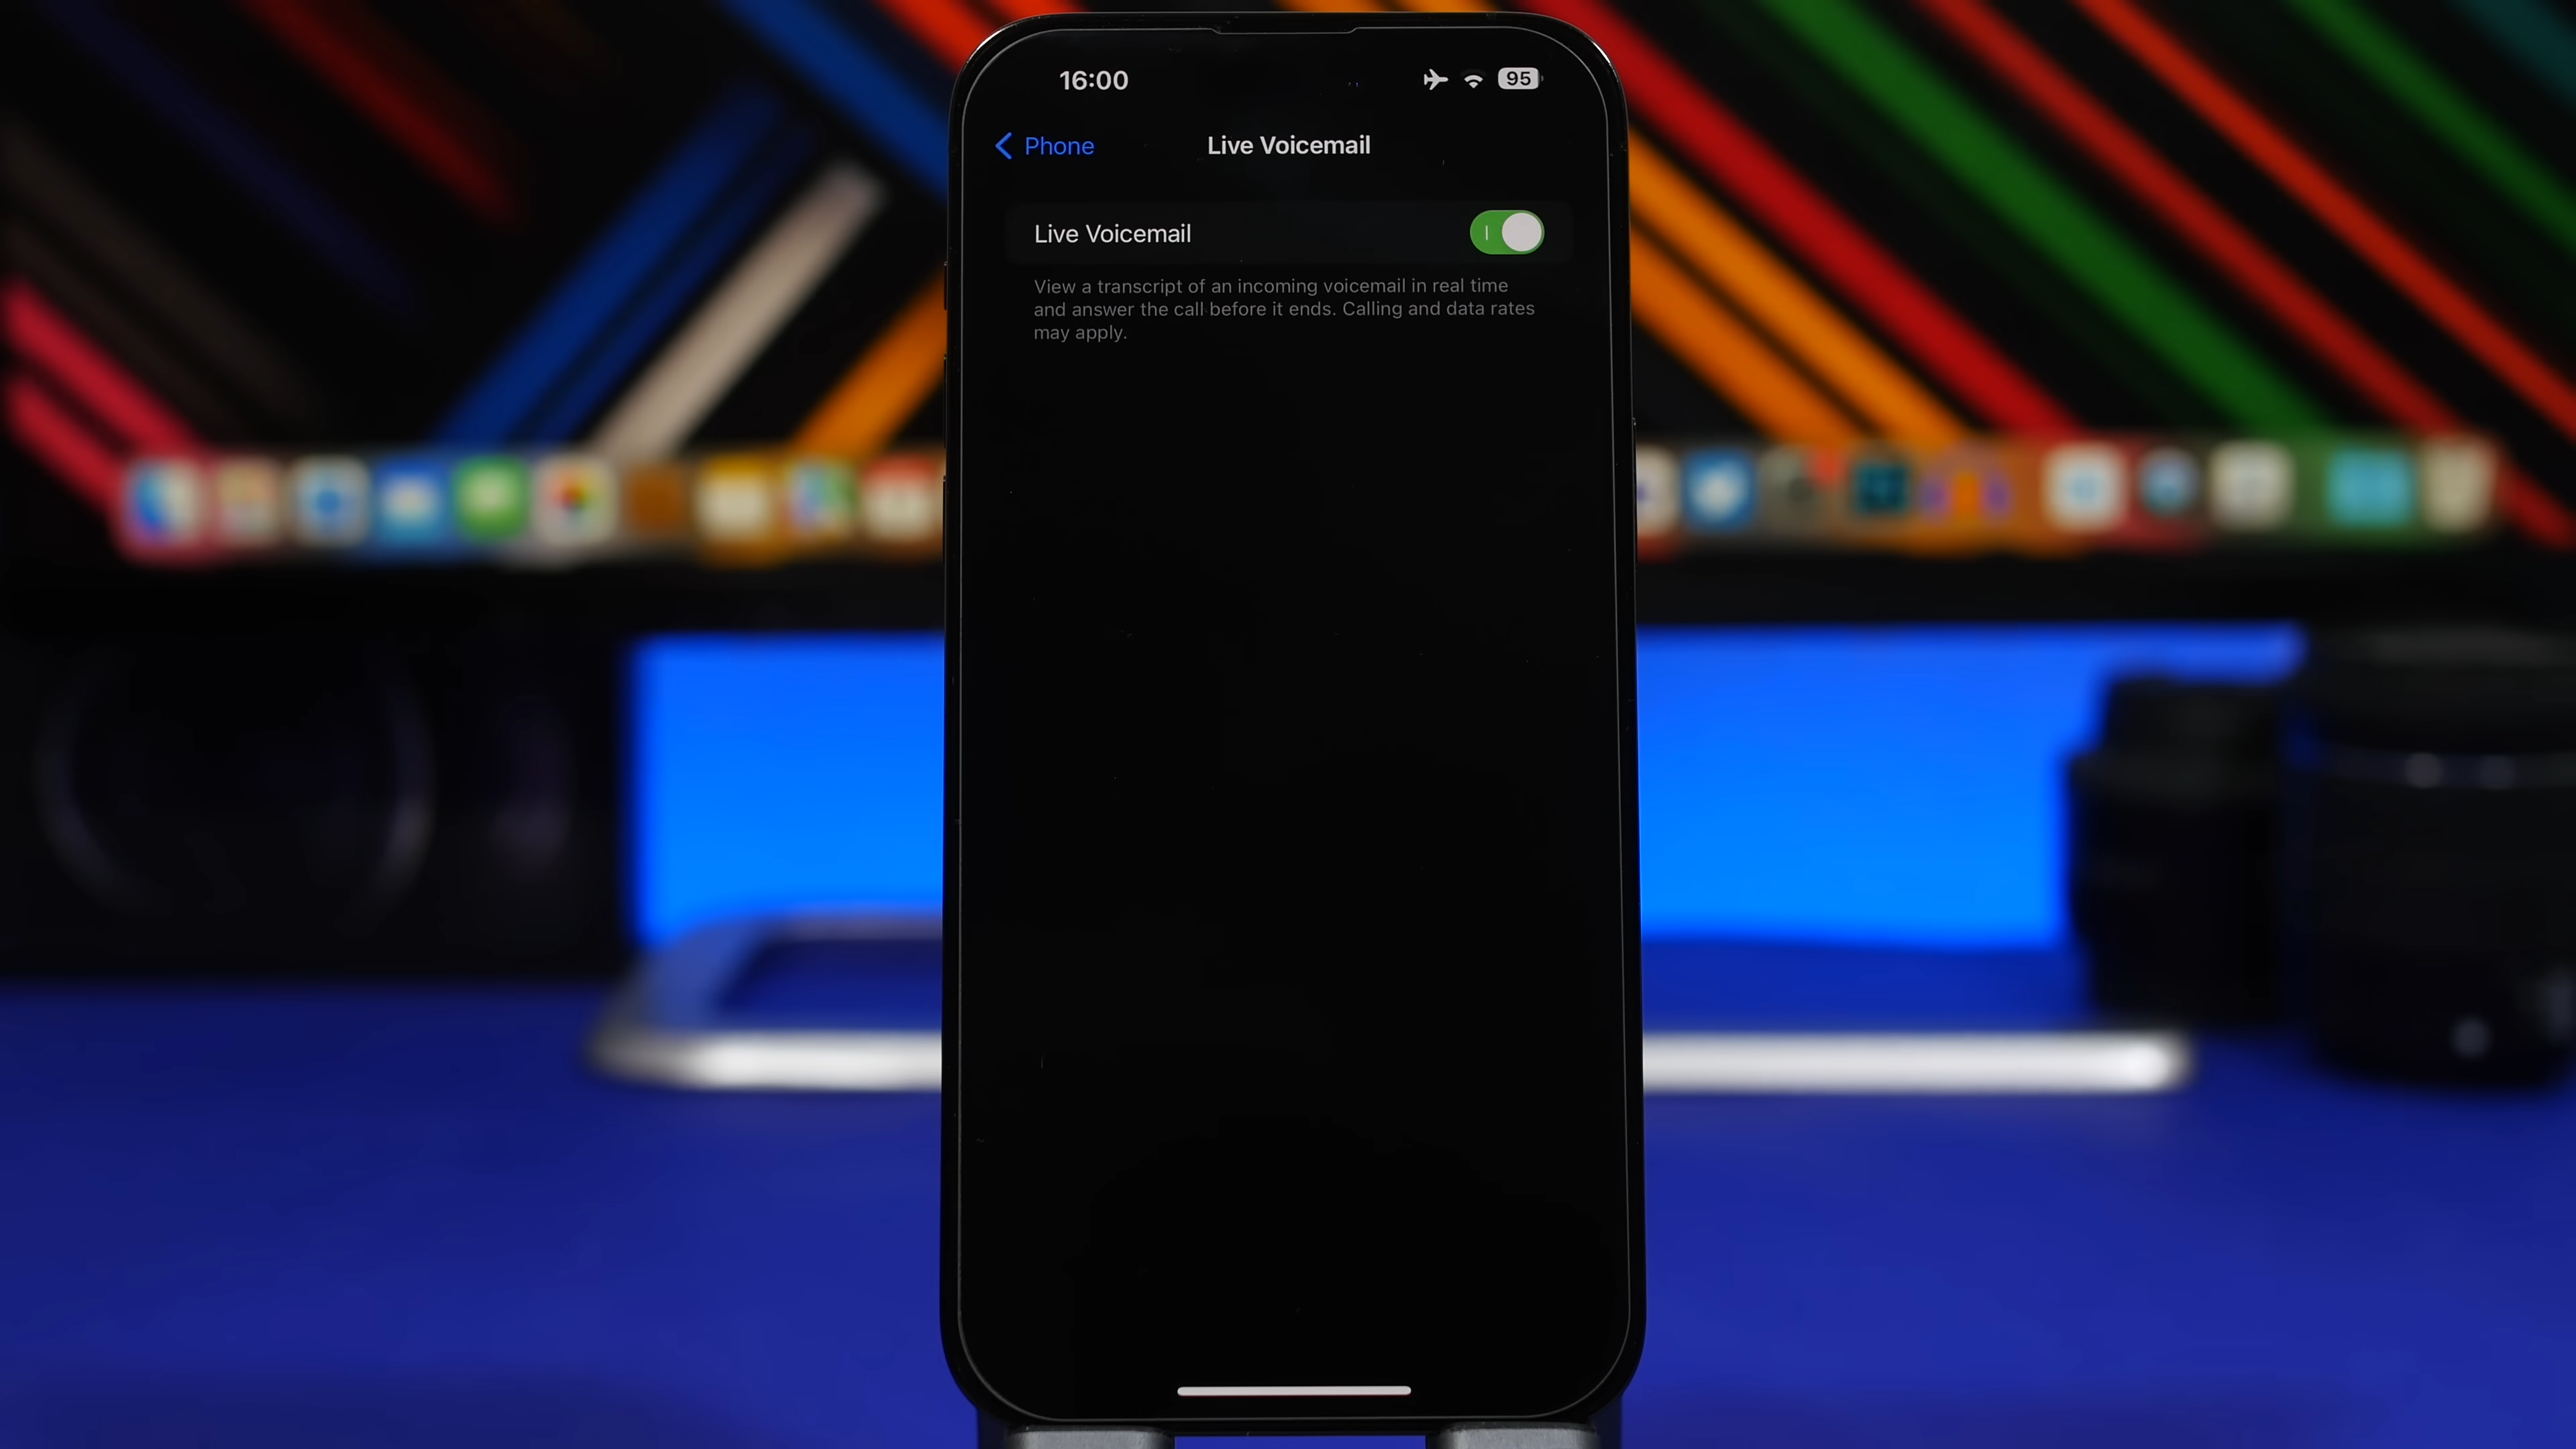 16:00
95
Phone
Live Voicemail
Live Voicemail
View a transcript of an incoming voicemail in real time
and answer the call before it ends. Calling and data rates
may apply.